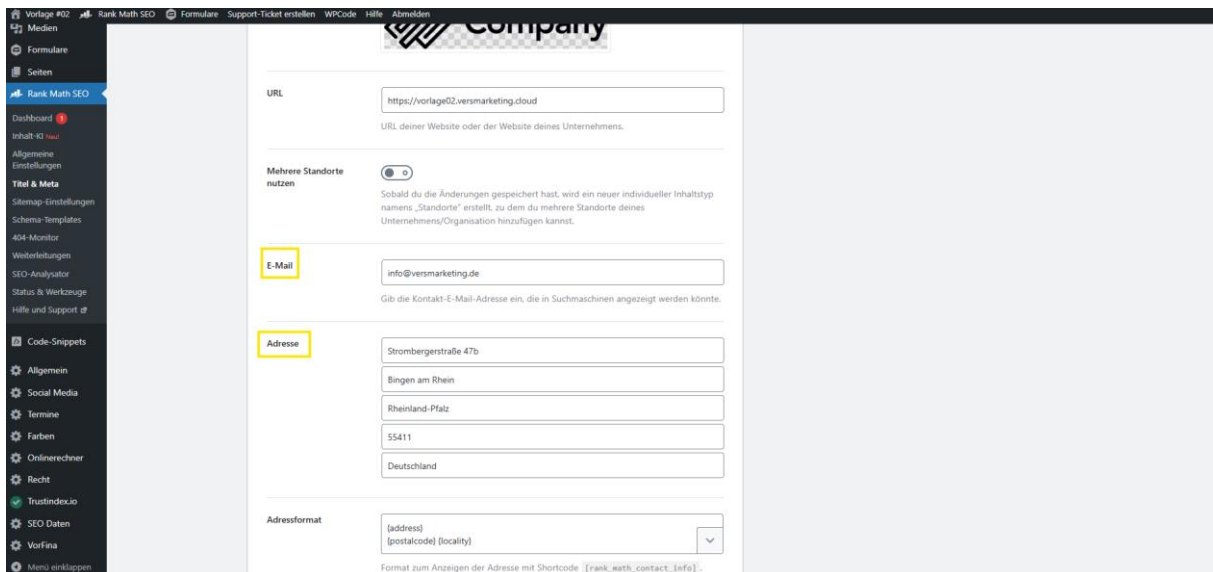 Vorlage #02 Rank Math SEO Formulare Support-Ticket erstellen WPCode Hilfe Abmelden
Medien
Formulare
Seiten
Rank Math SEO
Dashboard 1
Inhalt-KI Neu!
Allgemeine
Einstellungen
Titel & Meta
Sitemap-Einstellungen
Schema-Templates
404-Monitor
Weiterleitungen
SEO-Analysator
Status & Werkzeuge
Hilfe und Support
Code-Snippets
Allgemein
Social Media
Termine
Farben
Onlinerechner
Recht
Trustindex.io
SEO Daten
VorFina
Menü einklappen
Company
URL
https://vorlage02.versmarketing.cloud
URL deiner Website oder der Website deines Unternehmens.
Mehrere Standorte
nutzen
Sobald du die Änderungen gespeichert hast, wird ein neuer individueller Inhaltstyp
namens „Standorte“ erstellt, zu dem du mehrere Standorte deines
Unternehmens/Organisation hinzufügen kannst.
E-Mail
info@versmarketing.de
Gib die Kontakt-E-Mail-Adresse ein, die in Suchmaschinen angezeigt werden könnte.
Adresse
Strombergerstraße 47b
Bingen am Rhein
Rheinland-Pfalz
55411
Deutschland
Adressformat
{address}
{postalcode} {locality}
Format zum Anzeigen der Adresse mit Shortcode [rank_math_contact_info] .